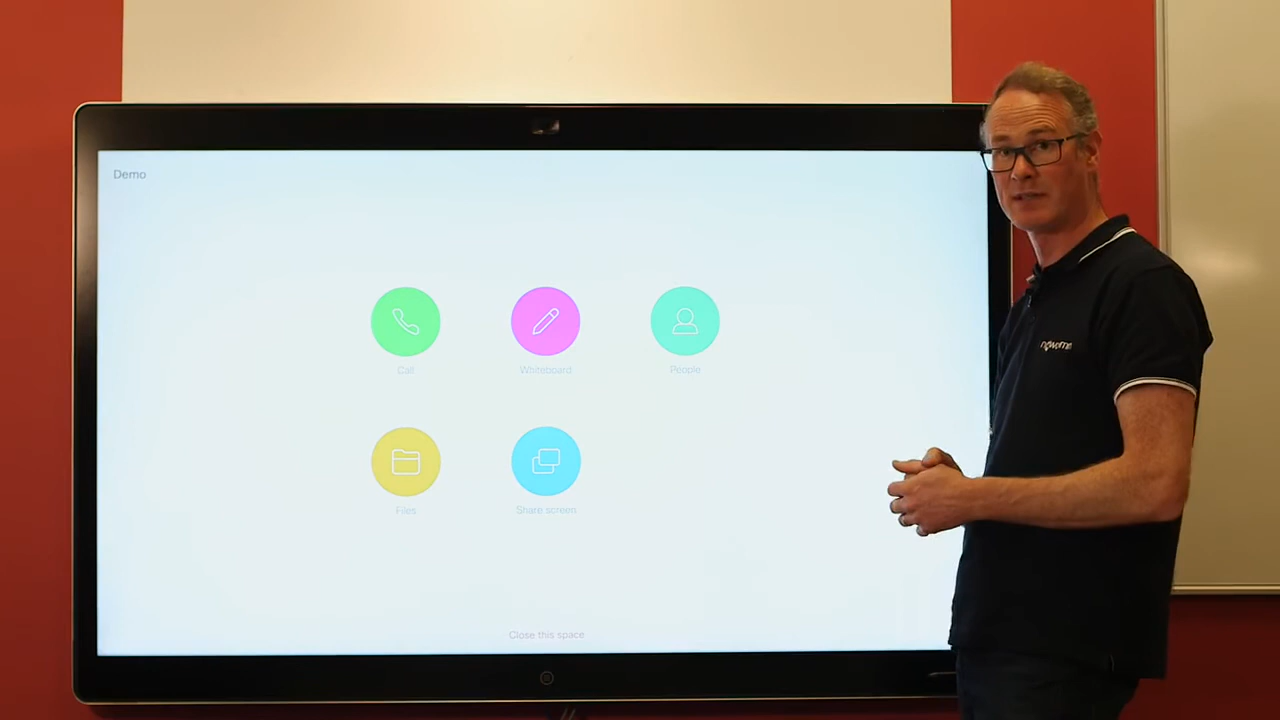 Demo
Call
Whiteboard
People
Files
Share screen
Close this space